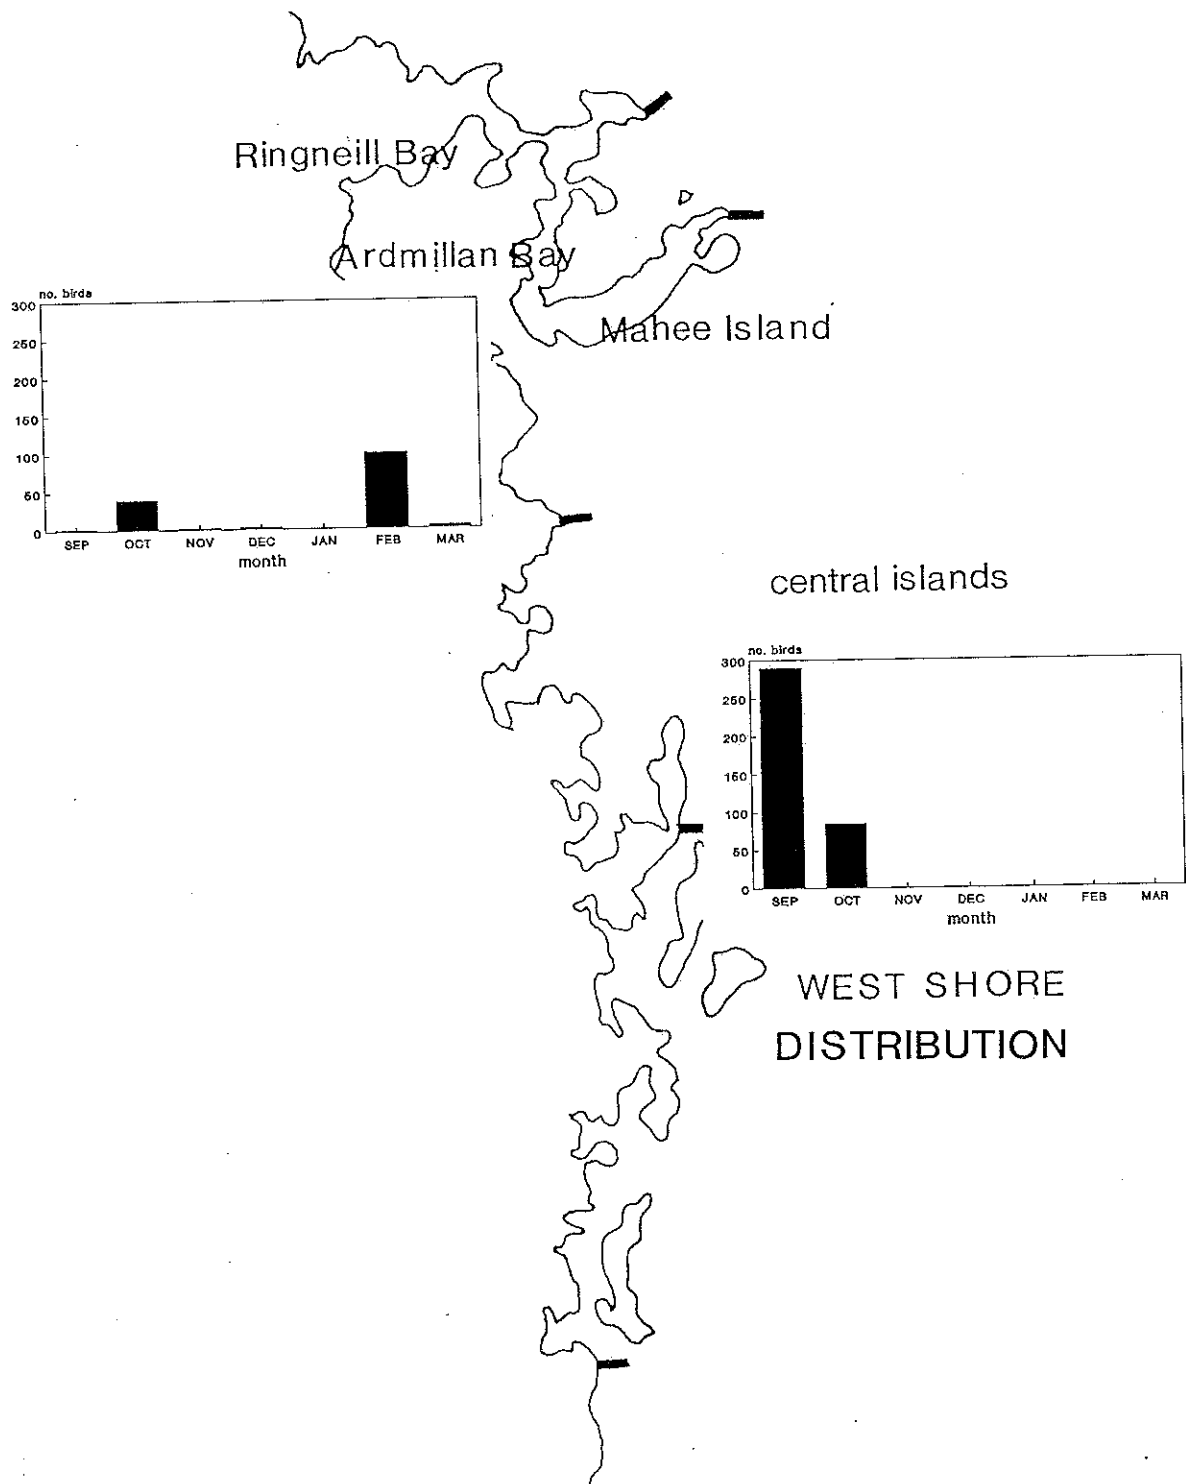 Ringneill Bay
Ardmillan Bay
Mahee Island
no. birds
300
250
200
150
100
50
0
SEP OCT NOV DEC JAN FEB MAR
month
central islands
no. birds
300
250
200
150
100
50
0
SEP OCT NOV DEC JAN FEB MAR
month
WEST SHORE
DISTRIBUTION